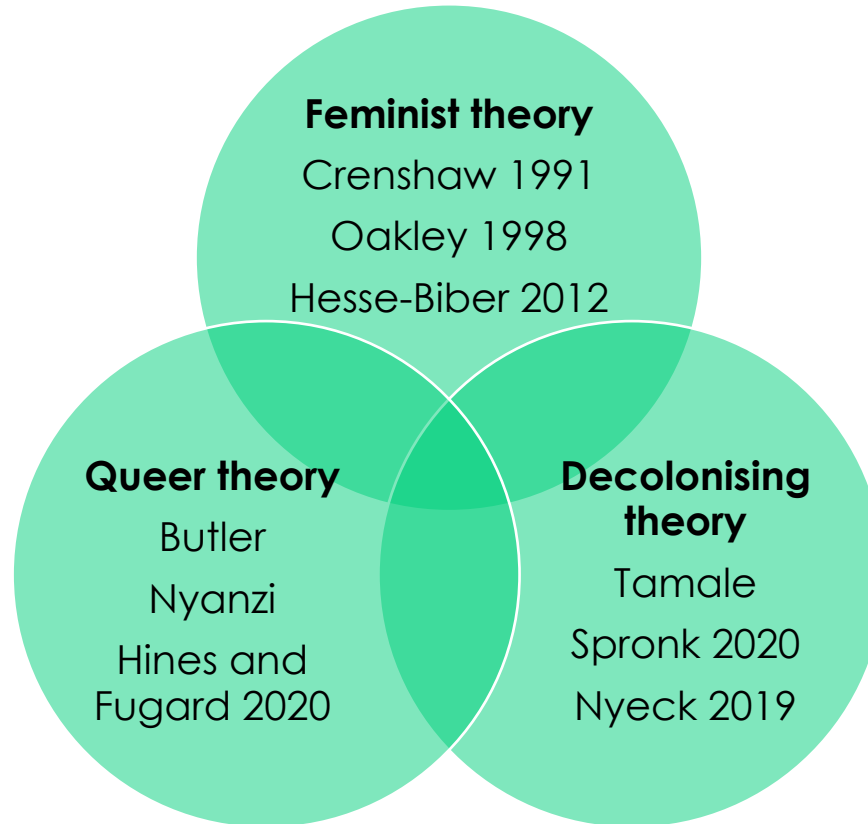 Feminist theory
Crenshaw 1991
Oakley 1998
Hesse-Biber 2012
Queer theory
Butler
Nyanzi
Hines and
Fugard 2020
Decolonising
theory
Tamale
Spronk 2020
Nyeck 2019